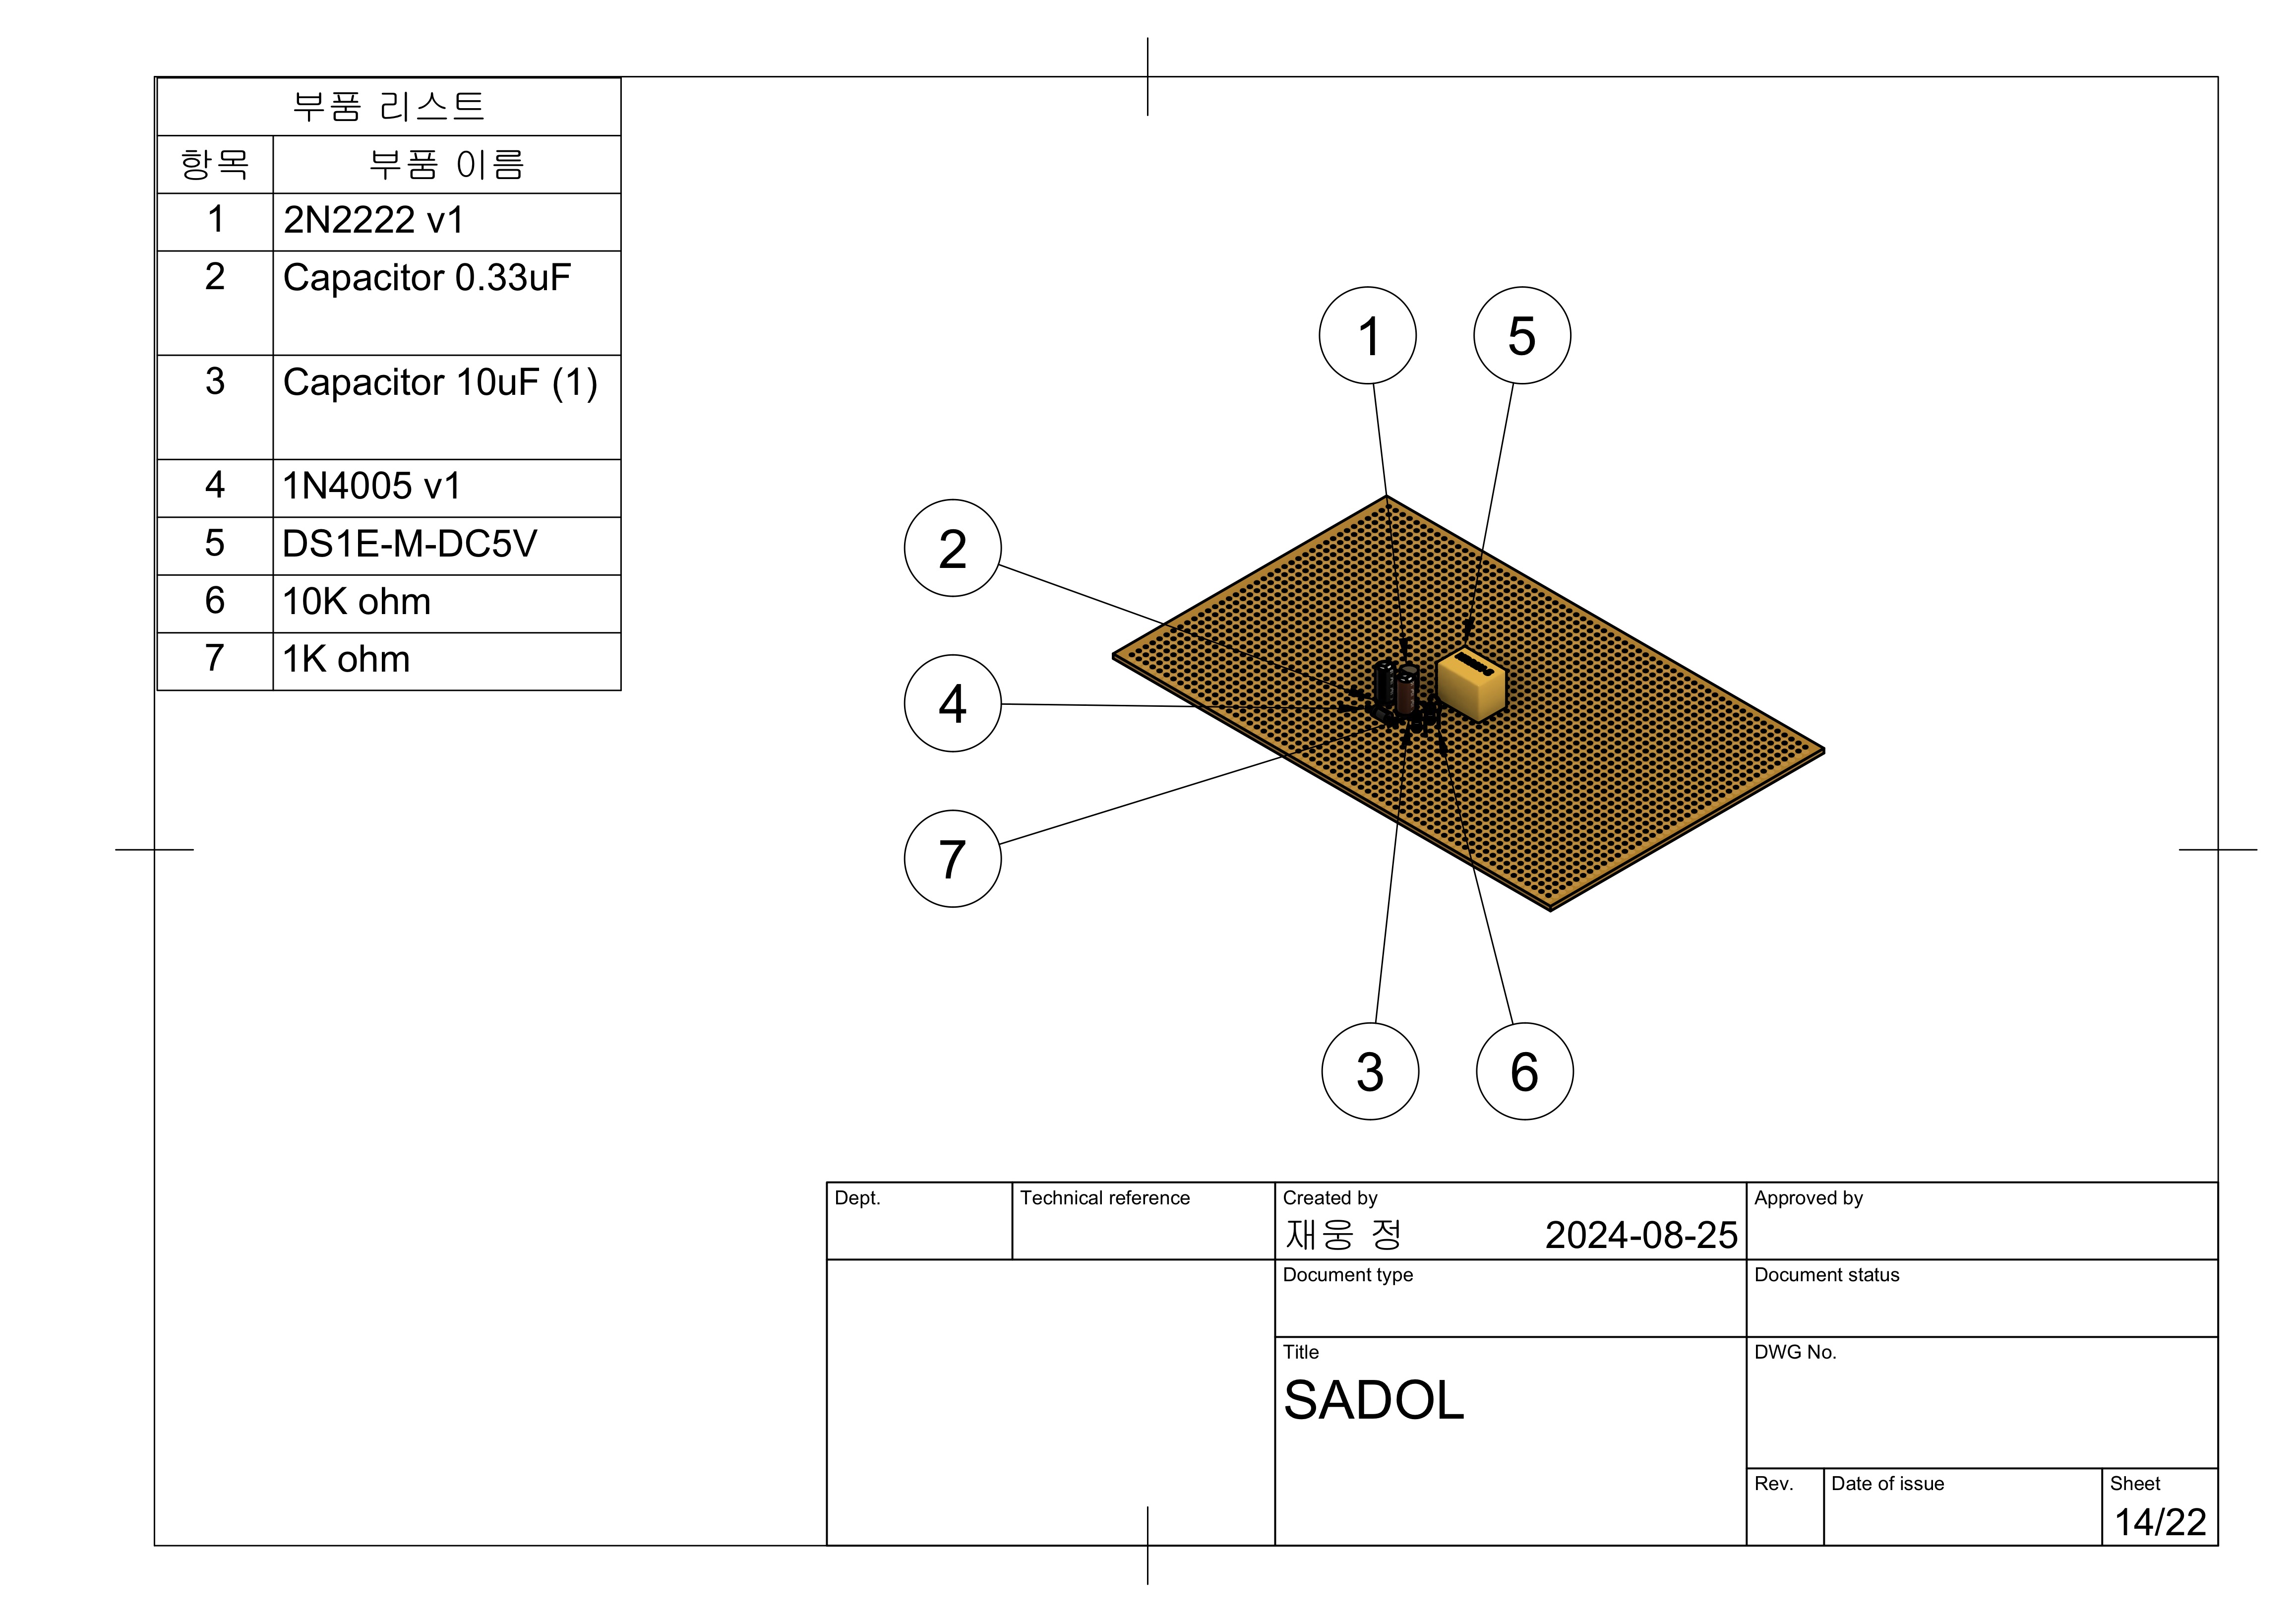 부품 리스트
항목 부품 이름
1 2N2222 v1
2 Capacitor 0.33uF
3 Capacitor 10uF (1)
4 1N4005 v1
5 DS1E-M-DC5V
6 10K ohm
7 1K ohm
1 5
2
4
7
3 6
Dept. Technical reference Created by Approved by
재웅 정 2024-08-25
Document type Document status
Title DWG No.
SADOL
Rev. Date of issue Sheet
14/22